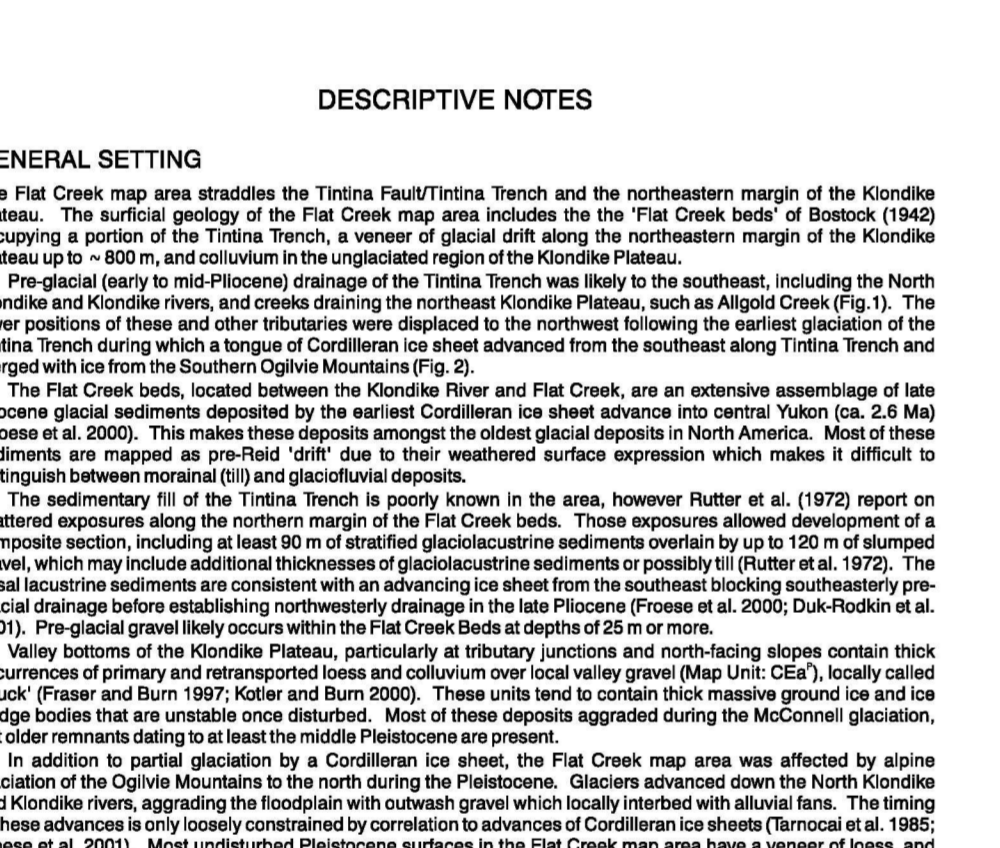 DESCRIPTIVE NOTES
ENERAL SETTING
e Flat Creek map area straddles the Tintina Fault/Tintina Trench and the northeastern margin of the Klondike
ateau. The surficial geology of the Flat Creek map area includes the the 'Flat Creek beds' of Bostock (1942)
cupying a portion of the Tintina Trench, a veneer of glacial drift along the northeastern margin of the Klondike
ateau up to ~ 800 m, and colluvium in the unglaciated region of the Klondike Plateau.
Pre-glacial (early to mid-Pliocene) drainage of the Tintina Trench was likely to the southeast, including the North
ondike and Klondike rivers, and creeks draining the northeast Klondike Plateau, such as Allgold Creek (Fig.1). The
er positions of these and other tributaries were displaced to the northwest following the earliest glaciation of the
tina Trench during which a tongue of Cordilleran ice sheet advanced from the southeast along Tintina Trench and
rged with ice from the Southern Ogilvie Mountains (Fig. 2).
The Flat Creek beds, located between the Klondike River and Flat Creek, are an extensive assemblage of late
ocene glacial sediments deposited by the earliest Cordilleran ice sheet advance into central Yukon (ca. 2.6 Ma)
oese et al. 2000). This makes these deposits amongst the oldest glacial deposits in North America. Most of these
diments are mapped as pre-Reid 'drift' due to their weathered surface expression which makes it difficult to
tinguish between morainal (till) and glaciofluvial deposits.
The sedimentary fill of the Tintina Trench is poorly known in the area, however Rutter et al. (1972) report on
attered exposures along the northern margin of the Flat Creek beds. Those exposures allowed development of a
mposite section, including at least 90 m of stratified glaciolacustrine sediments overlain by up to 120 m of slumped
avel, which may include additional thicknesses of glaciolacustrine sediments or possibly till (Rutter et al. 1972). The
sal lacustrine sediments are consistent with an advancing ice sheet from the southeast blocking southeasterly pre-
cial drainage before establishing northwesterly drainage in the late Pliocene (Froese et al. 2000; Duk-Rodkin et al.
01). Pre-glacial gravel likely occurs within the Flat Creek Beds at depths of 25 m or more.
Valley bottoms of the Klondike Plateau, particularly at tributary junctions and north-facing slopes contain thick
currences of primary and retransported loess and colluvium over local valley gravel (Map Unit: CEaᴾ), locally called
uck' (Fraser and Burn 1997; Kotler and Burn 2000). These units tend to contain thick massive ground ice and ice
dge bodies that are unstable once disturbed. Most of these deposits aggraded during the McConnell glaciation,
t older remnants dating to at least the middle Pleistocene are present.
In addition to partial glaciation by a Cordilleran ice sheet, the Flat Creek map area was affected by alpine
ciation of the Ogilvie Mountains to the north during the Pleistocene. Glaciers advanced down the North Klondike
d Klondike rivers, aggrading the floodplain with outwash gravel which locally interbed with alluvial fans. The timing
hese advances is only loosely constrained by correlation to advances of Cordilleran ice sheets (Tarnocai et al. 1985;
oese et al. 2001). Most undisturbed Pleistocene surfaces in the Flat Creek map area have a veneer of loess, and